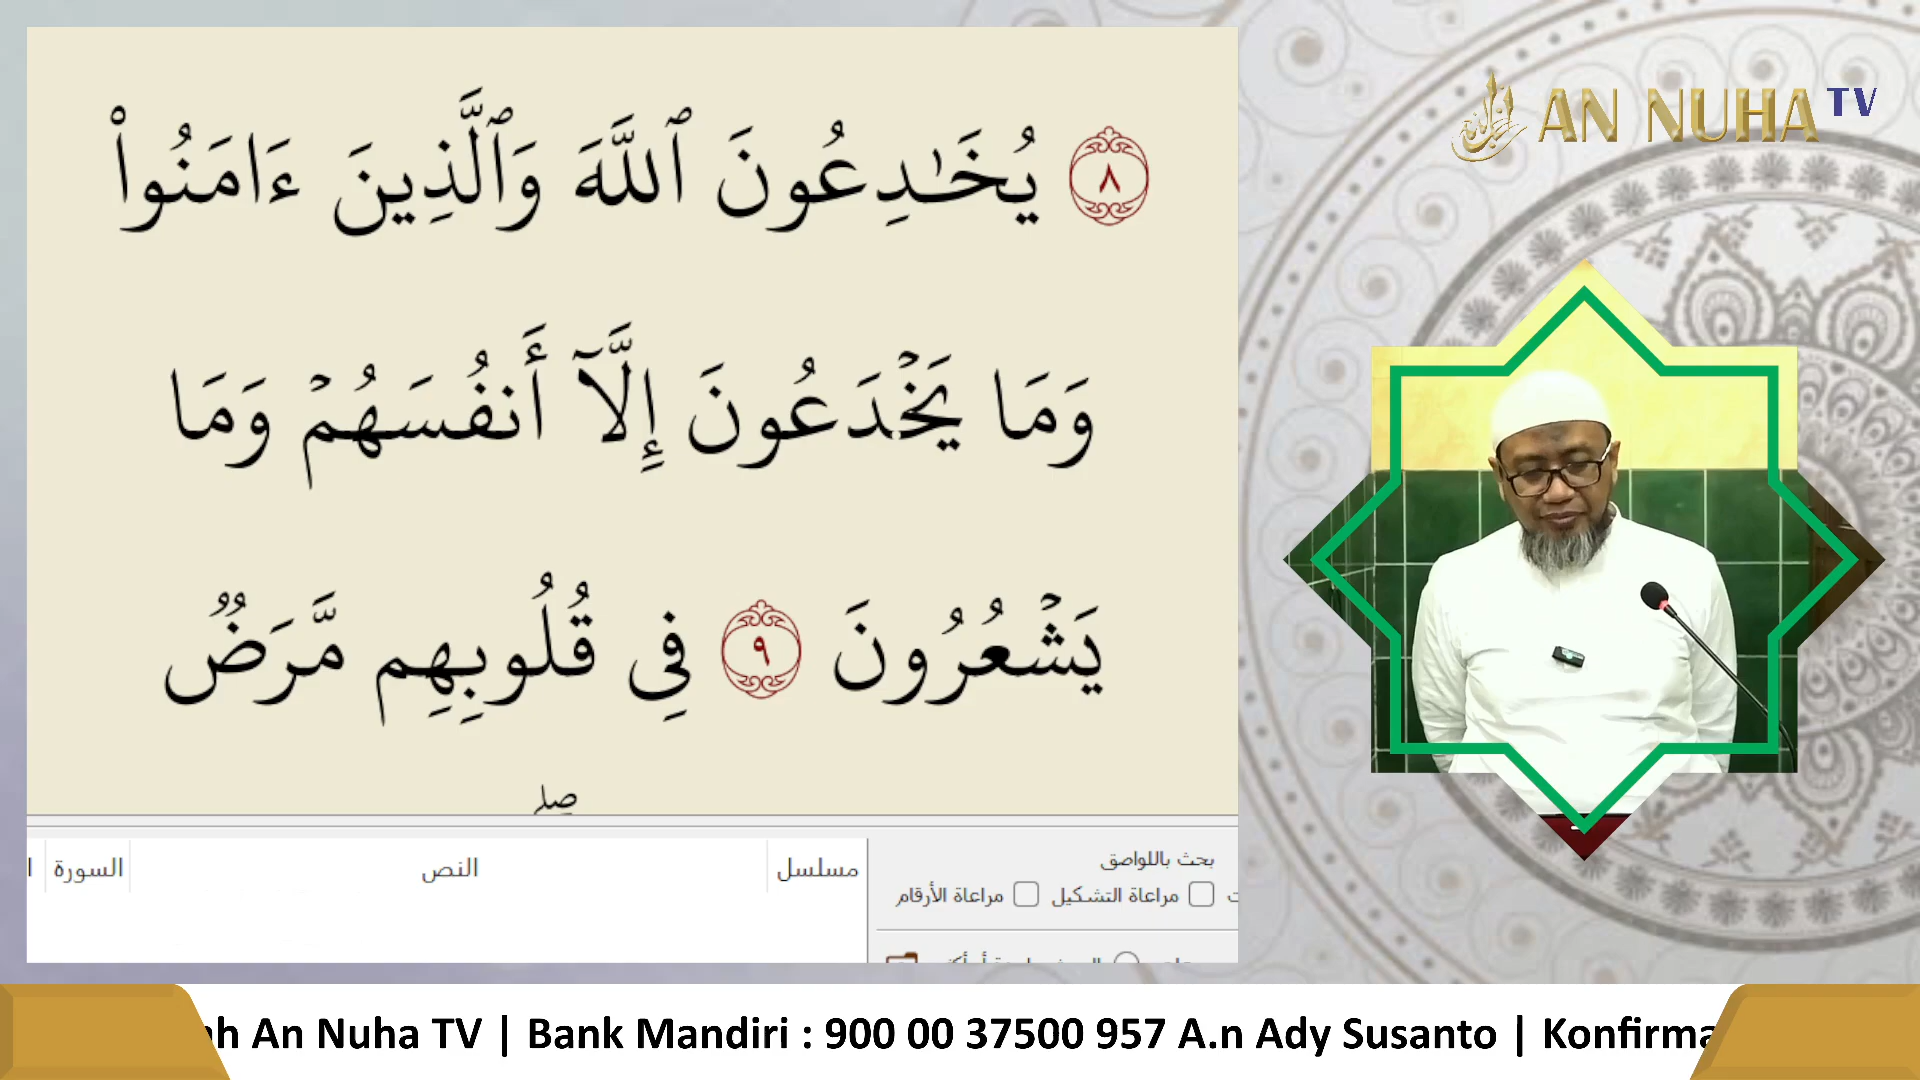 ٨ يُخَـٰدِعُونَ ٱللَّهَ وَٱلَّذِينَ ءَامَنُوا۟
وَمَا يَخۡدَعُونَ إِلَّآ أَنفُسَهُمۡ وَمَا
يَشۡعُرُونَ ٩ فِى قُلُوبِهِم مَّرَضٌ
AN NUHA TV
مسلسل النص السورة
بحث باللواصق
مراعاة التشكيل مراعاة الأرقام
ah An Nuha TV | Bank Mandiri : 900 00 37500 957 A.n Ady Susanto | Konfirma